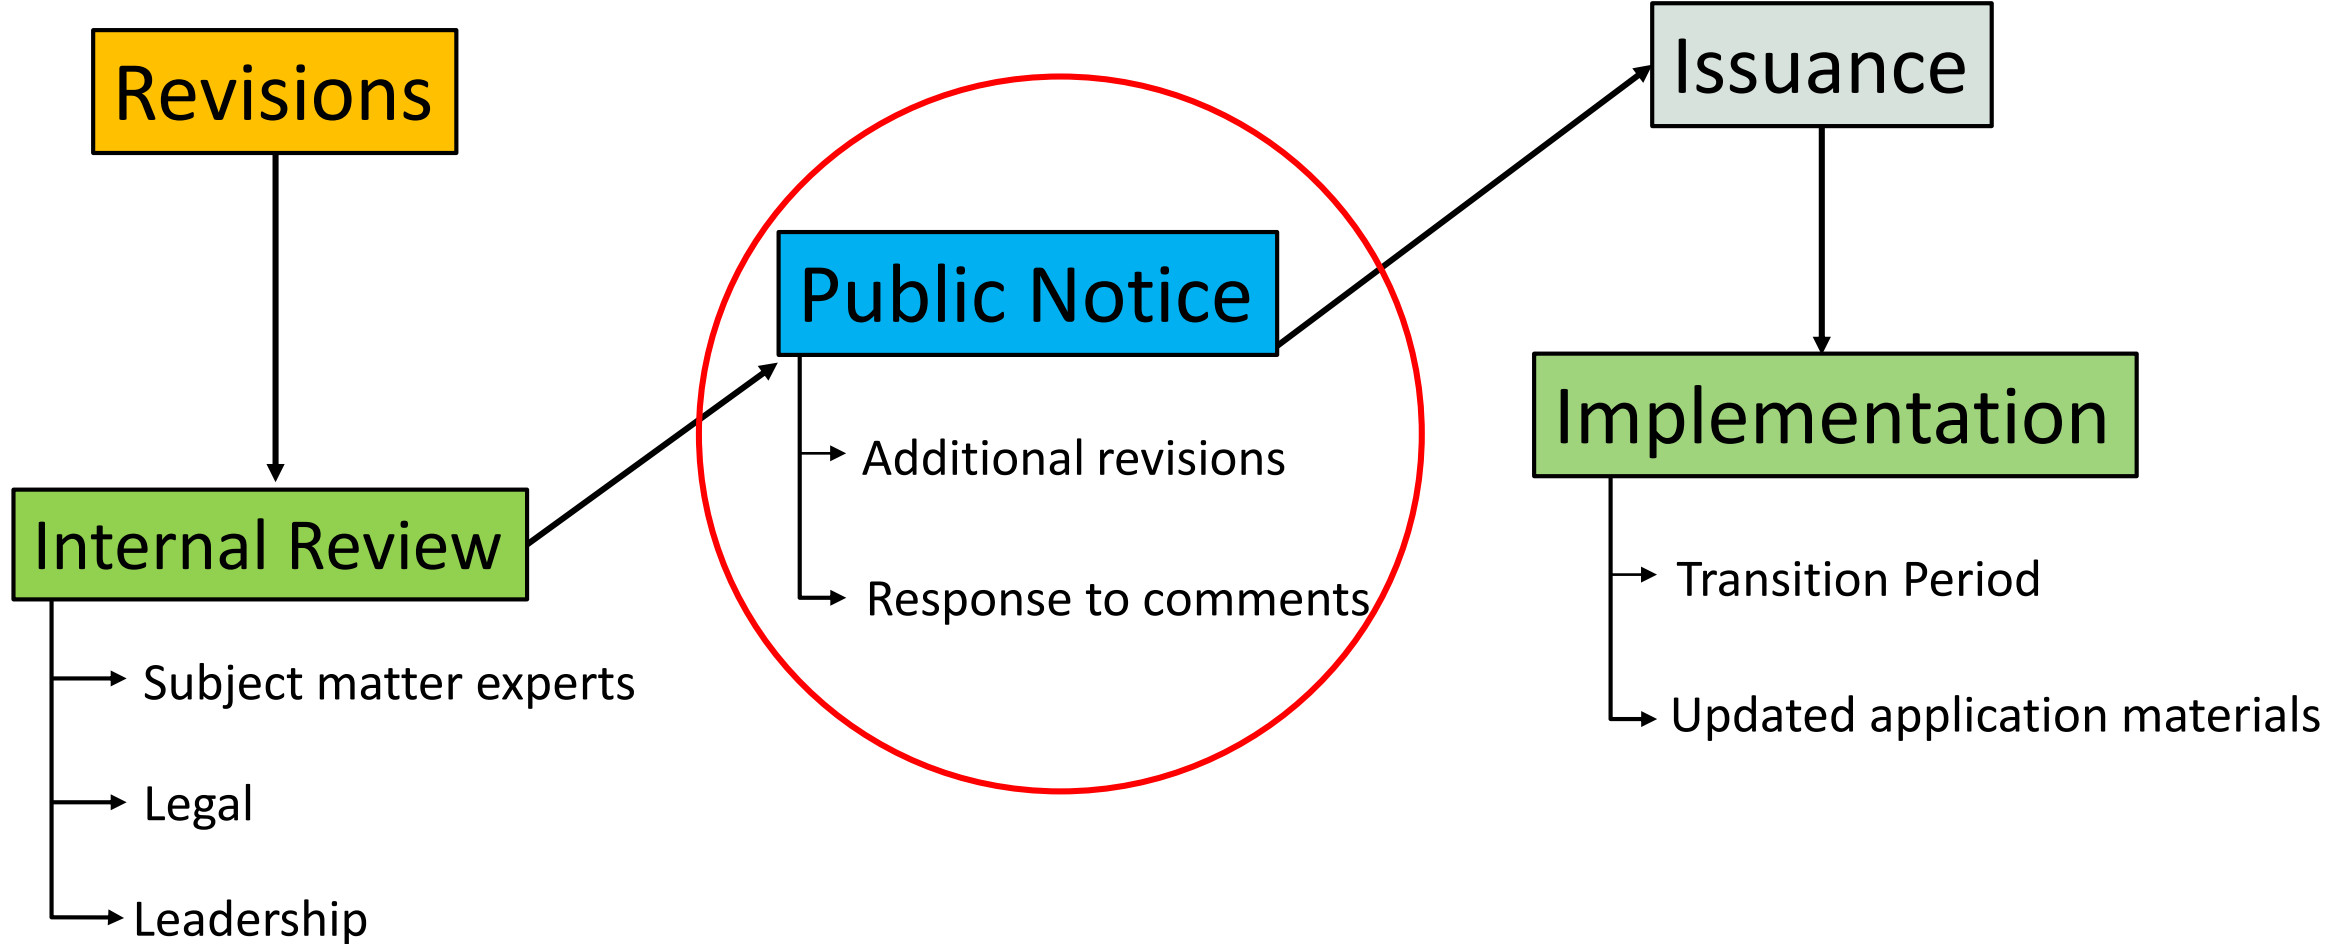 Revisions
Internal Review
Subject matter experts
Legal
Leadership
Public Notice
Additional revisions
Response to comments
Issuance
Implementation
Transition Period
Updated application materials